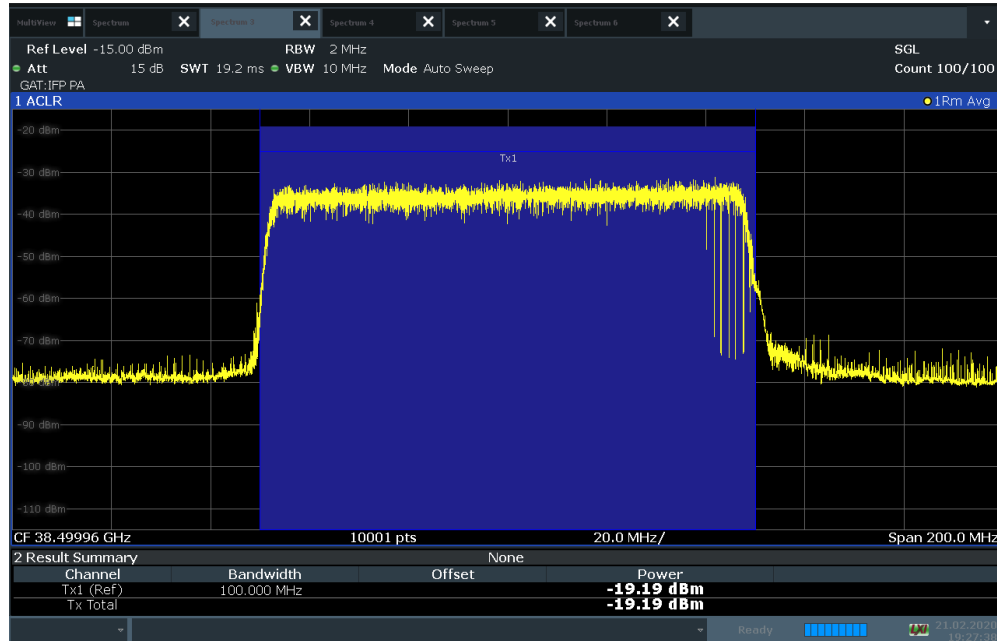 MultiView Spectrum Spectrum 3 Spectrum 4 Spectrum 5 Spectrum 6
Ref Level -15.00 dBm RBW 2 MHz SGL
Att 15 dB SWT 19.2 ms VBW 10 MHz Mode Auto Sweep Count 100/100
GAT:IFP PA
1 ACLR 1Rm Avg
-20 dBm
Tx1
-30 dBm
-40 dBm
-50 dBm
-60 dBm
-70 dBm
-90 dBm
-100 dBm
-110 dBm
CF 38.49996 GHz 10001 pts 20.0 MHz/ Span 200.0 MHz
2 Result Summary None
Channel Bandwidth Offset Power
Tx1 (Ref) 100.000 MHz -19.19 dBm
Tx Total -19.19 dBm
Ready LXI 21.02.2020